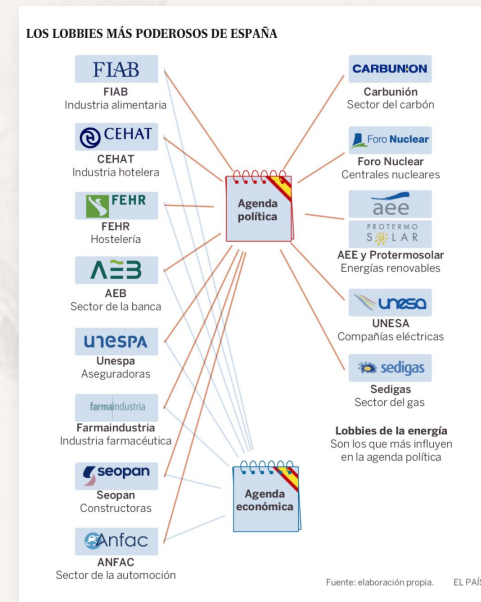 LOS LOBBIES MÁS PODEROSOS DE ESPAÑA
FIAB
FIAB
Industria alimentaria
CEHAT
CEHAT
Industria hotelera
FEHR
FEHR
Hostelería
AEB
AEB
Sector de la banca
unespa
Unespa
Aseguradoras
farmaindustria
Farmaindustria
Industria farmacéutica
seopan
Seopan
Constructoras
Anfac
ANFAC
Sector de la automoción
Agenda
política
Agenda
económica
CARBUNION
Carbunión
Sector del carbón
Foro Nuclear
Foro Nuclear
Centrales nucleares
aee
PROTERMO
SOLAR
AEE y Protermosolar
Energías renovables
unesa
UNESA
Compañías eléctricas
sedigas
Sedigas
Sector del gas
Lobbies de la energía
Son los que más influyen
en la agenda política
Fuente: elaboración propia. EL PAÍS